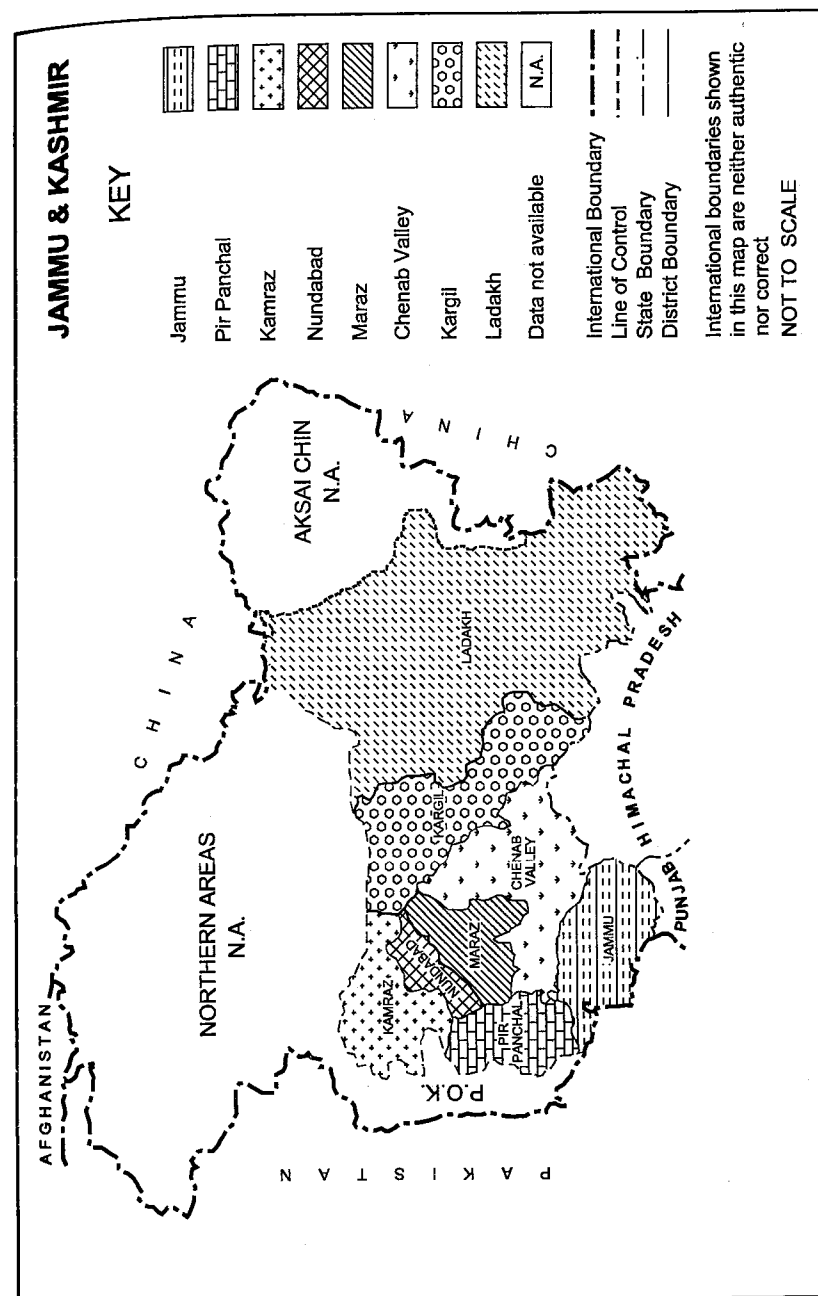 JAMMU & KASHMIR
KEY
Jammu
Pir Panchal
Kamraz
Nundabad
Maraz
Chenab Valley
Kargil
Ladakh
Data not available
N.A.
International Boundary
Line of Control
State Boundary
District Boundary
International boundaries shown
in this map are neither authentic
nor correct
NOT TO SCALE
AFGHANISTAN
CHINA
NORTHERN AREAS
N.A.
AKSAI CHIN
N.A.
CHINA
PAKISTAN
P.O.K.
KAMRAZ
NUNDABAD
MARAZ
PIR
PANCHAL
KARGIL
LADAKH
CHENAB
VALLEY
JAMMU
PUNJAB
HIMACHAL PRADESH